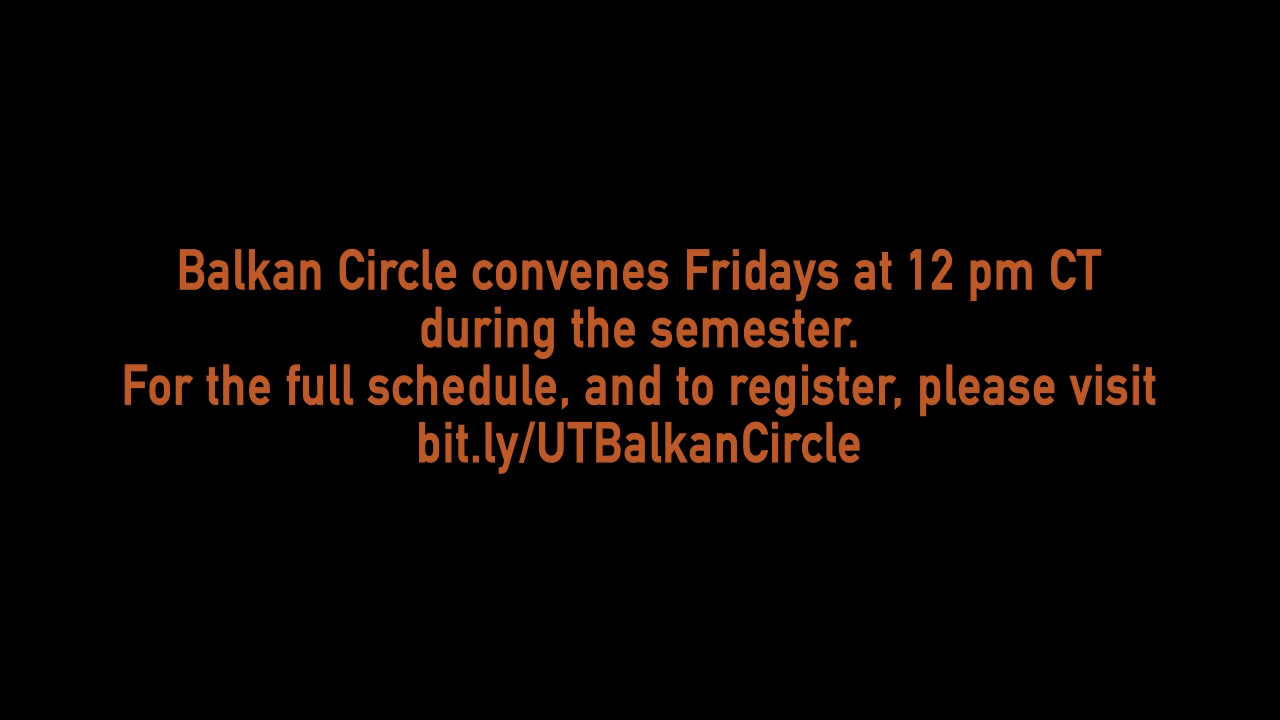 Balkan Circle convenes Fridays at 12 pm CT
during the semester.
For the full schedule, and to register, please visit
bit.ly/UTBalkanCircle